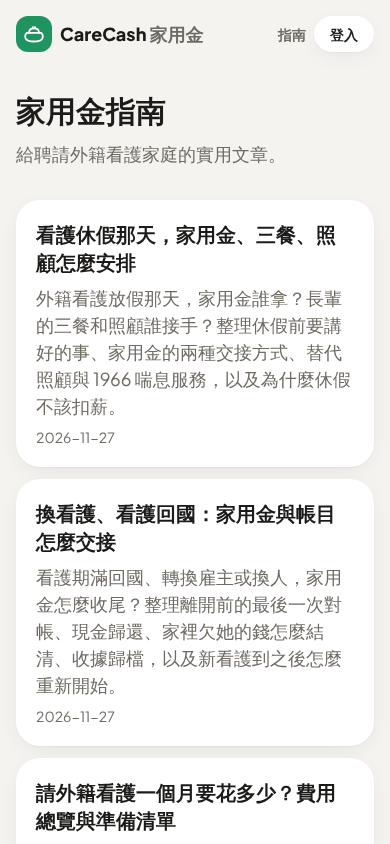 CareCash 家用金
指南
登入
家用金指南
給聘請外籍看護家庭的實用文章。
看護休假那天，家用金、三餐、照
顧怎麼安排
外籍看護放假那天，家用金誰拿？長輩
的三餐和照顧誰接手？整理休假前要講
好的事、家用金的兩種交接方式、替代
照顧與 1966 喘息服務，以及為什麼休假
不該扣薪。
2026-11-27
換看護、看護回國：家用金與帳目
怎麼交接
看護期滿回國、轉換雇主或換人，家用
金怎麼收尾？整理離開前的最後一次對
帳、現金歸還、家裡欠她的錢怎麼結
清、收據歸檔，以及新看護到之後怎麼
重新開始。
2026-11-27
請外籍看護一個月要花多少？費用
總覽與準備清單